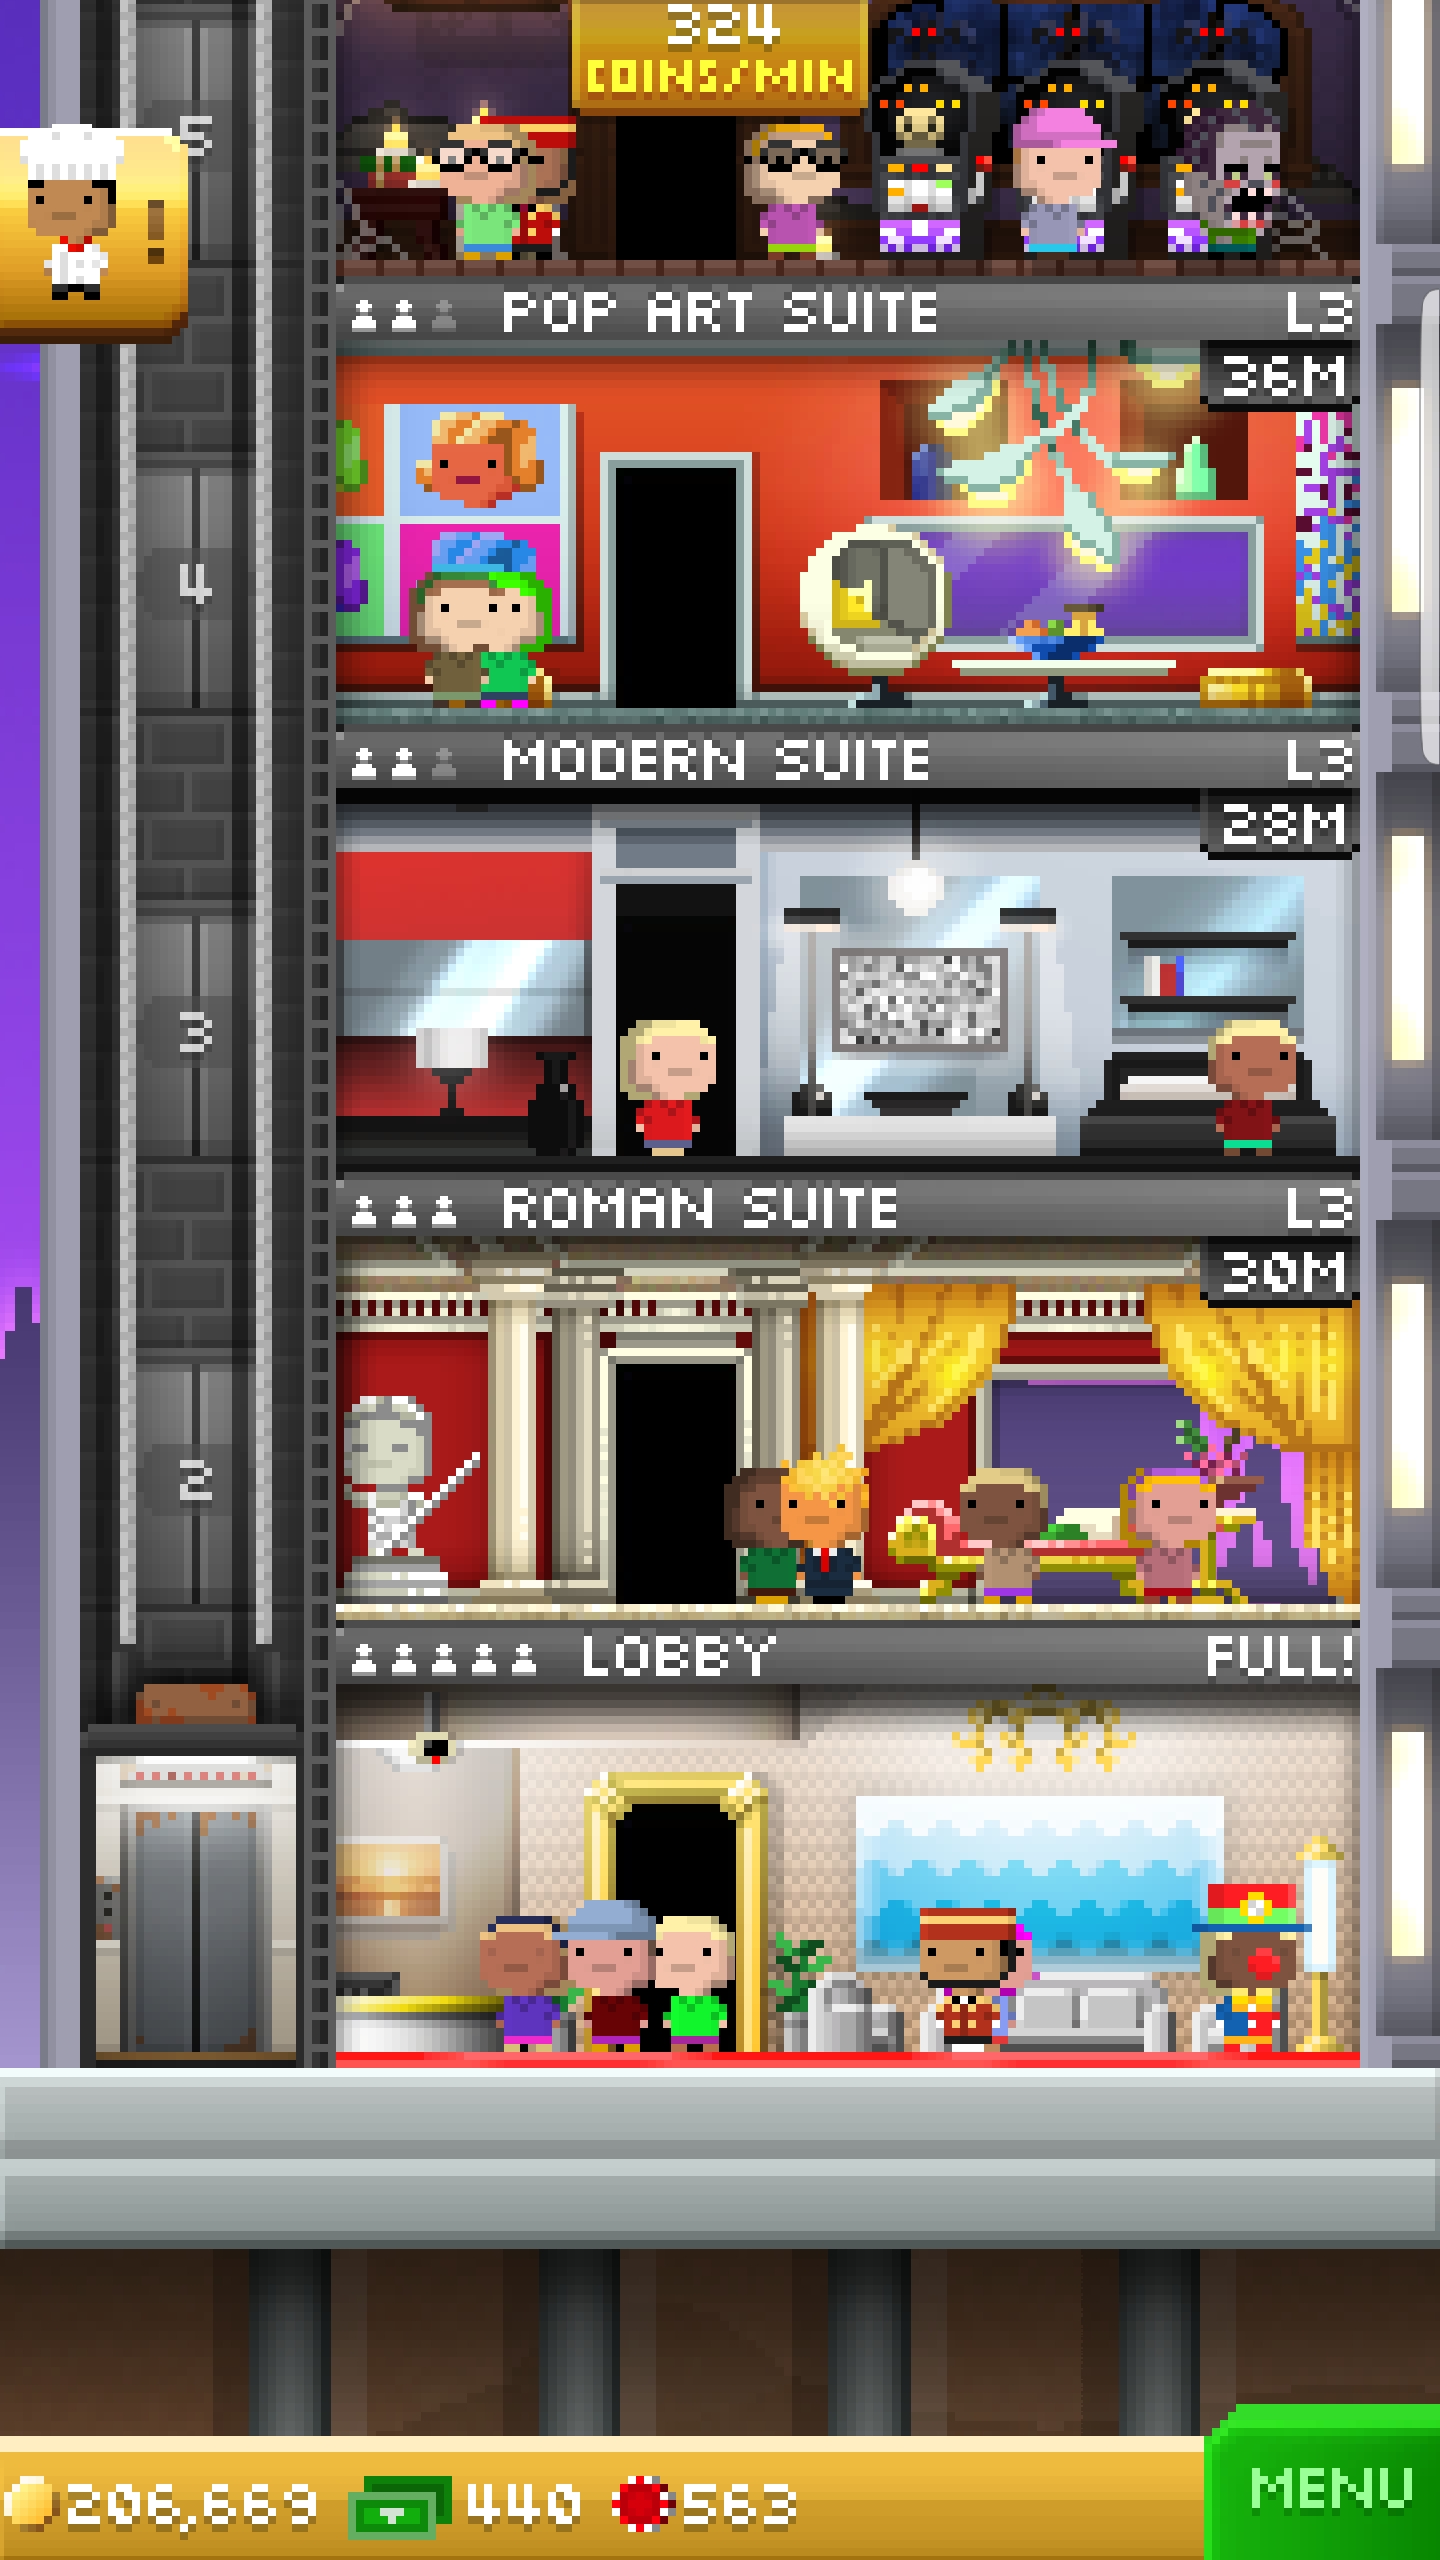 324
COINS/MIN
5
!
POP ART SUITE L3
36M
4
MODERN SUITE L3
28M
3
ROMAN SUITE L3
30M
2
LOBBY FULL!
206,669 440 563
MENU